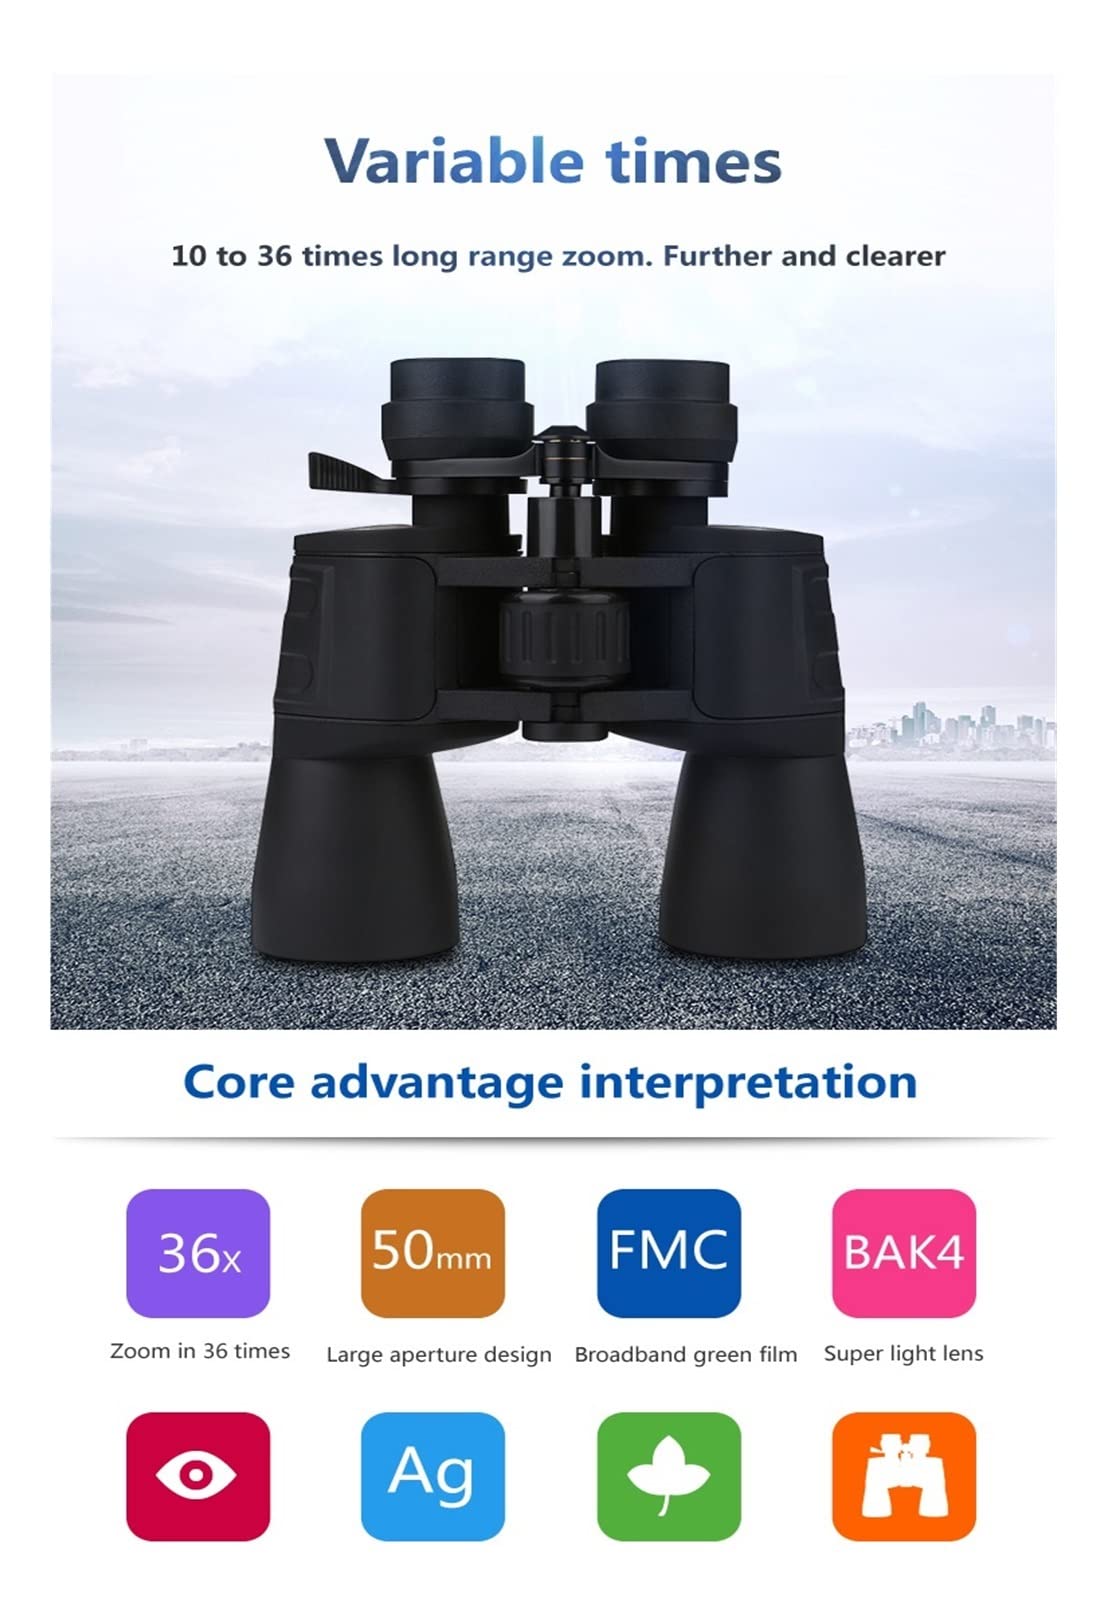 Variable times
10 to 36 times long range zoom. Further and clearer
Core advantage interpretation
36x
50mm
FMC
BAK4
Zoom in 36 times
Large aperture design
Broadband green film
Super light lens
Ag